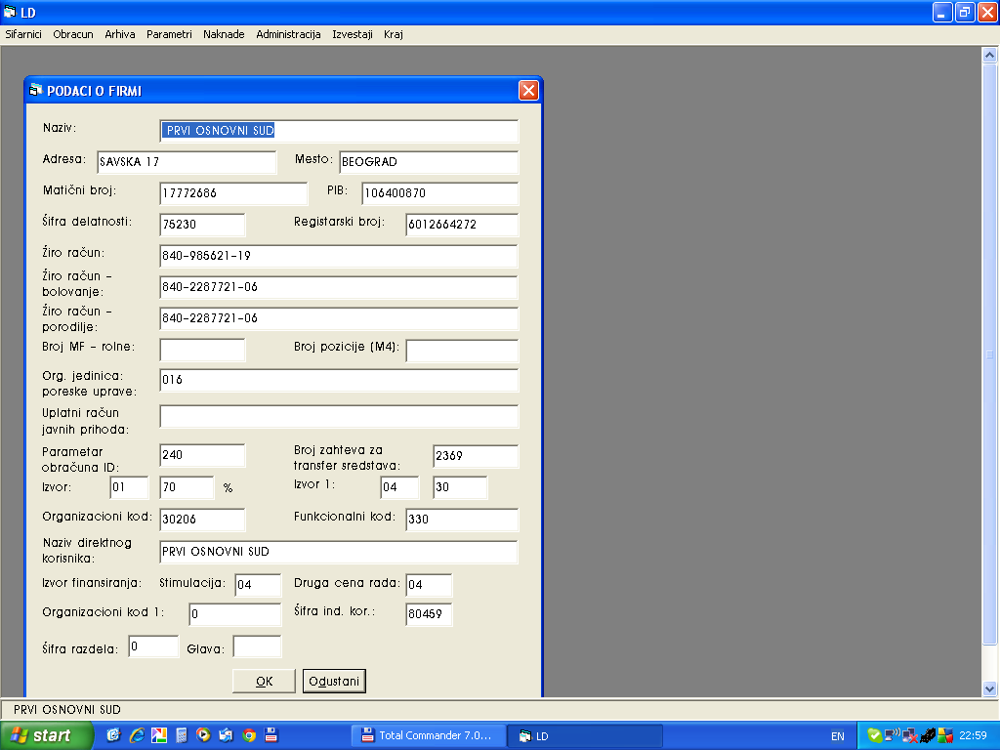 LD
Sifarnici Obracun Arhiva Parametri Naknade Administracija Izvestaji Kraj
PODACI O FIRMI
Naziv: PRVI OSNOVNI SUD
Adresa: SAVSKA 17 Mesto: BEOGRAD
Matični broj: 17772686 PIB: 106400870
Šifra delatnosti: 75230 Registarski broj: 6012664272
Žiro račun: 840-985621-19
Žiro račun -
bolovanje: 840-2287721-06
Žiro račun -
porodilje: 840-2287721-06
Broj MF - rolne: Broj pozicije (M4):
Org. jedinica:
poreske uprave: 016
Uplatni račun
javnih prihoda:
Parametar
obračuna ID: 240
Broj zahteva za
transfer sredstava: 2369
Izvor: 01 70 % Izvor 1: 04 30
Organizacioni kod: 30206 Funkcionalni kod: 330
Naziv direktnog
korisnika: PRVI OSNOVNI SUD
Izvor finansiranja: Stimulacija: 04 Druga cena rada: 04
Organizacioni kod 1: 0 Šifra ind. kor.: 80459
Šifra razdela: 0 Glava:
OK Odustani
PRVI OSNOVNI SUD
start Total Commander 7.0... LD EN 22:59